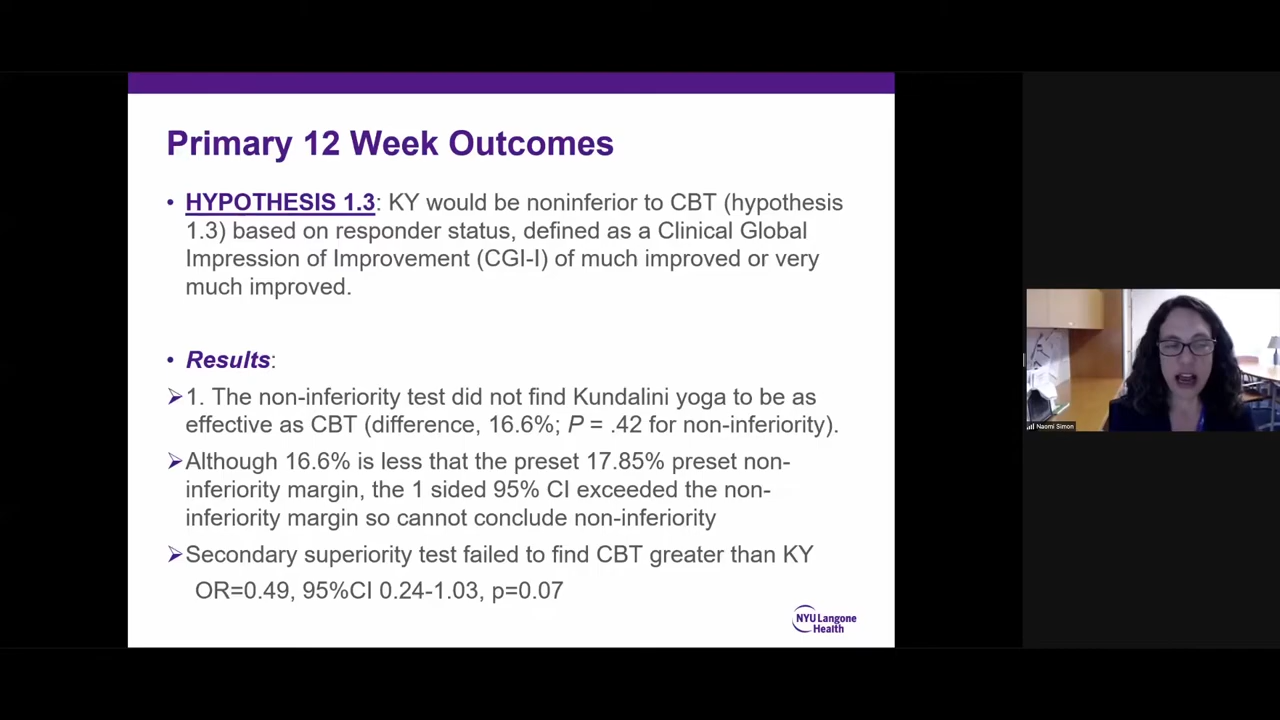 Primary 12 Week Outcomes
• HYPOTHESIS 1.3: KY would be noninferior to CBT (hypothesis
1.3) based on responder status, defined as a Clinical Global
Impression of Improvement (CGI-I) of much improved or very
much improved.
• Results:
➢1. The non-inferiority test did not find Kundalini yoga to be as
effective as CBT (difference, 16.6%; P = .42 for non-inferiority).
➢Although 16.6% is less that the preset 17.85% preset non-
inferiority margin, the 1 sided 95% CI exceeded the non-
inferiority margin so cannot conclude non-inferiority
➢Secondary superiority test failed to find CBT greater than KY
OR=0.49, 95%CI 0.24-1.03, p=0.07
NYU Langone
Health
Naomi Simon